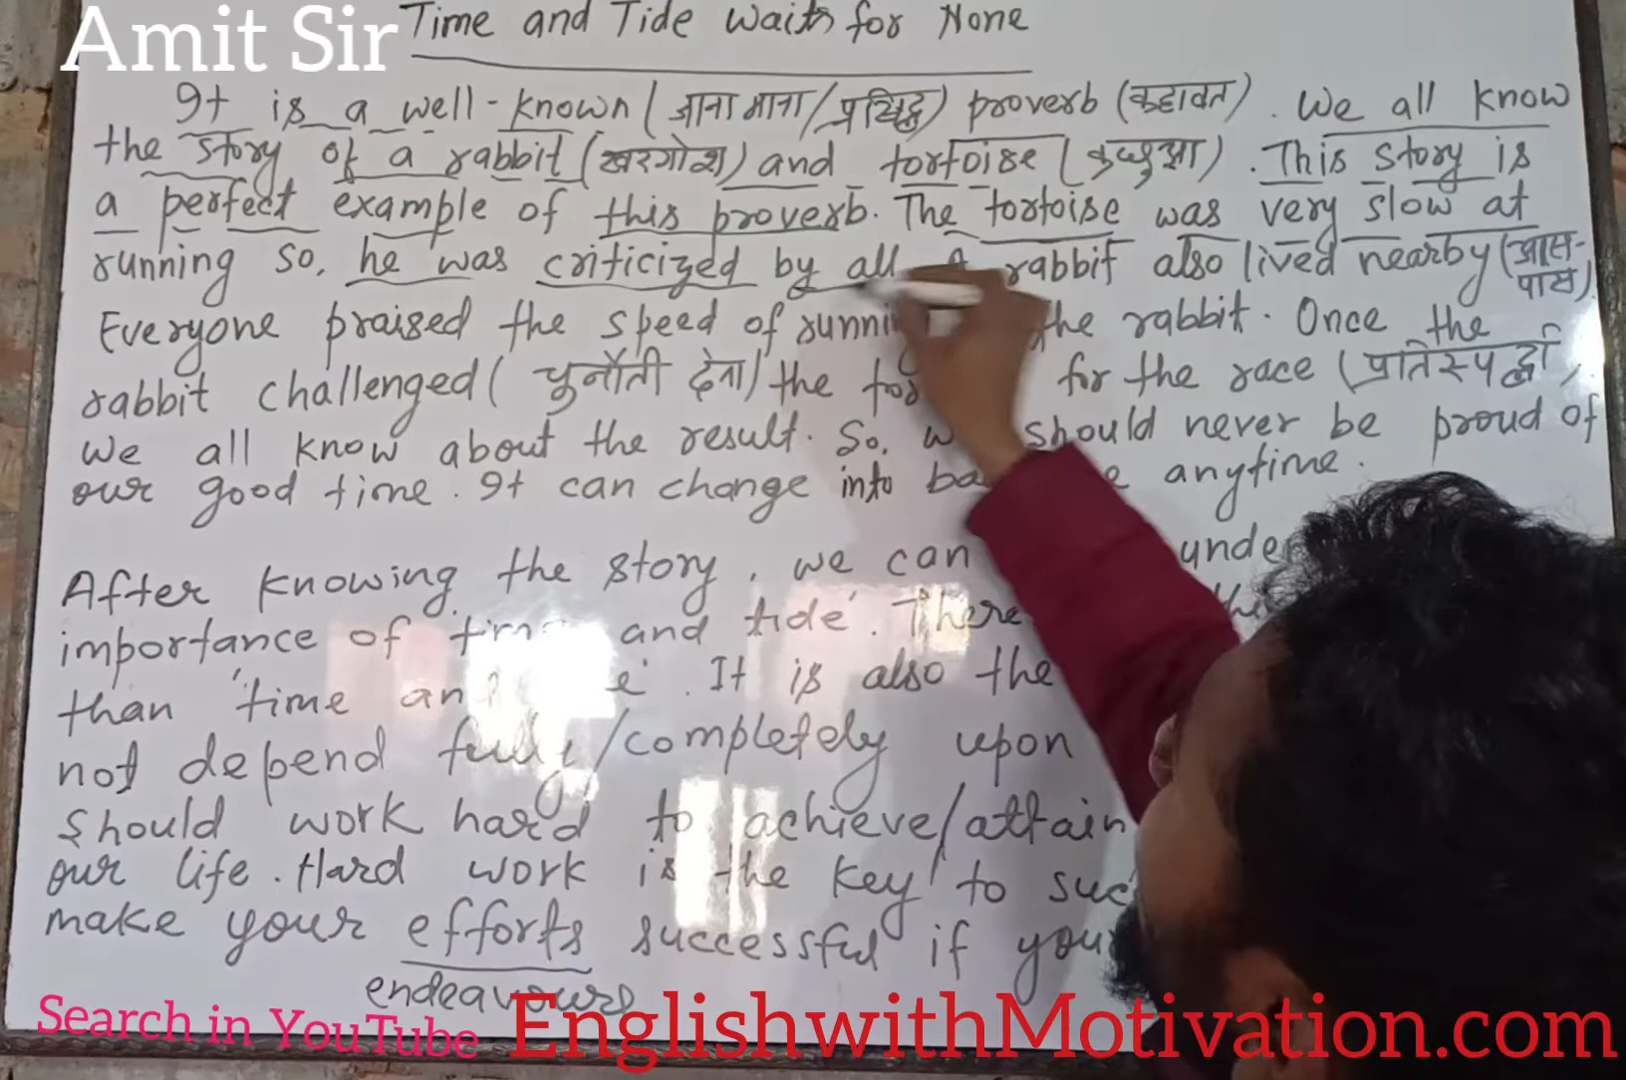 Amit Sir
Time and Tide Waits for None
It is a well-known (जाना माना/प्रसिद्ध) proverb (कहावत). We all know
the story of a rabbit (खरगोश) and tortoise (कछुआ). This story is
a perfect example of this proverb. The tortoise was very slow at
running so, he was criticized by all. A rabbit also lived nearby (आस-
पास)
Everyone praised the speed of the rabbit. Once the
rabbit challenged (चुनौती देना) the for the race (प्रतिस्पर्द्धा)
We all know about the result. So, should never be proud of
our good time. It can change into anytime.
After knowing the story, we can
importance of and tide'. There
than 'time It is also the
not depend fully/completely upon
should work hard to achieve/attain
our life. Hard work is the key to
make your efforts successful if
endeavours
Search in YouTube EnglishwithMotivation.com